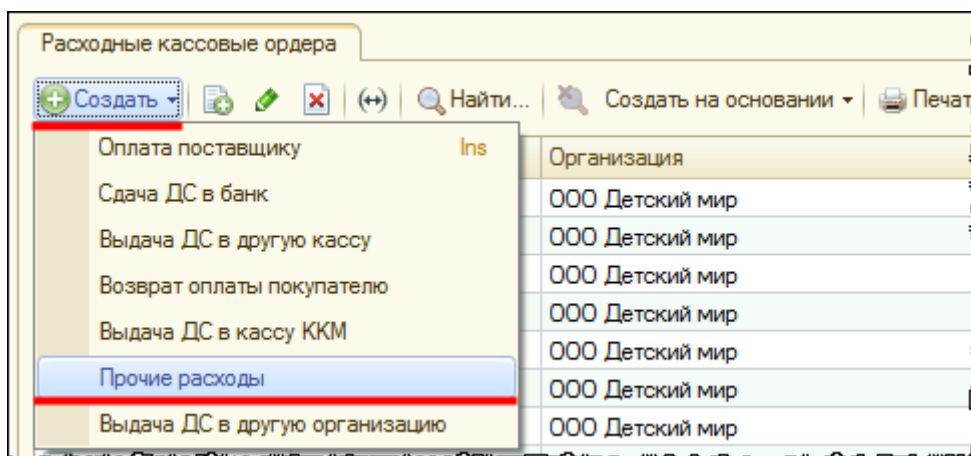 Расходные кассовые ордера
Создать Найти... Создать на основании
Оплата поставщику Ins Организация
Сдача ДС в банк ООО Детский мир
Выдача ДС в другую кассу ООО Детский мир
Возврат оплаты покупателю ООО Детский мир
Выдача ДС в кассу ККМ ООО Детский мир
ООО Детский мир
Прочие расходы ООО Детский мир
Выдача ДС в другую организацию ООО Детский мир